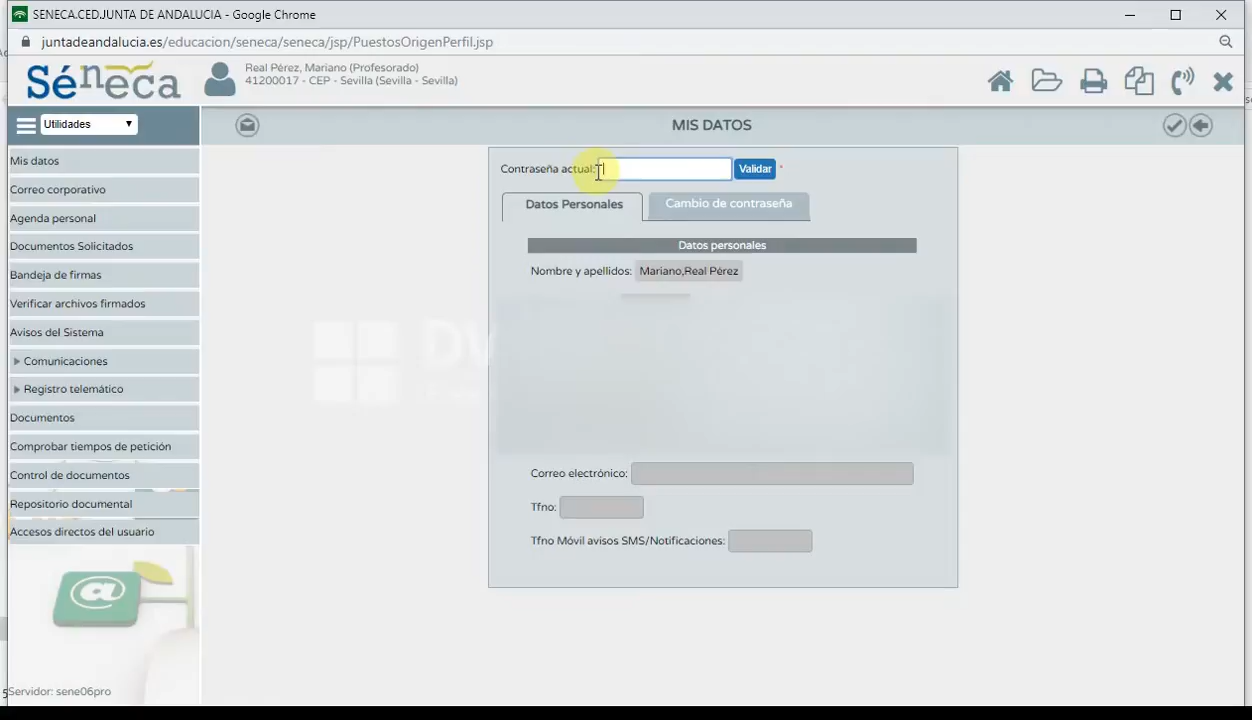 SENECA.CED.JUNTA DE ANDALUCIA - Google Chrome
juntadeandalucia.es/educacion/seneca/seneca/jsp/PuestosOrigenPerfil.jsp
Séneca
Real Pérez, Mariano (Profesorado)
41200017 - CEP - Sevilla (Sevilla - Sevilla)
Utilidades
MIS DATOS
Mis datos
Correo corporativo
Agenda personal
Documentos Solicitados
Bandeja de firmas
Verificar archivos firmados
Avisos del Sistema
Comunicaciones
Registro telemático
Documentos
Comprobar tiempos de petición
Control de documentos
Repositorio documental
Accesos directos del usuario
@
Servidor: sene06pro
Contraseña actual: Validar *
Datos Personales Cambio de contraseña
Datos personales
Nombre y apellidos: Mariano,Real Pérez
Correo electrónico:
Tfno:
Tfno Móvil avisos SMS/Notificaciones: